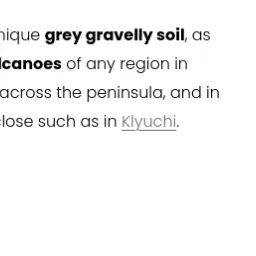 nique grey gravelly soil, as
lcanoes of any region in
across the peninsula, and in
lose such as in Klyuchi.